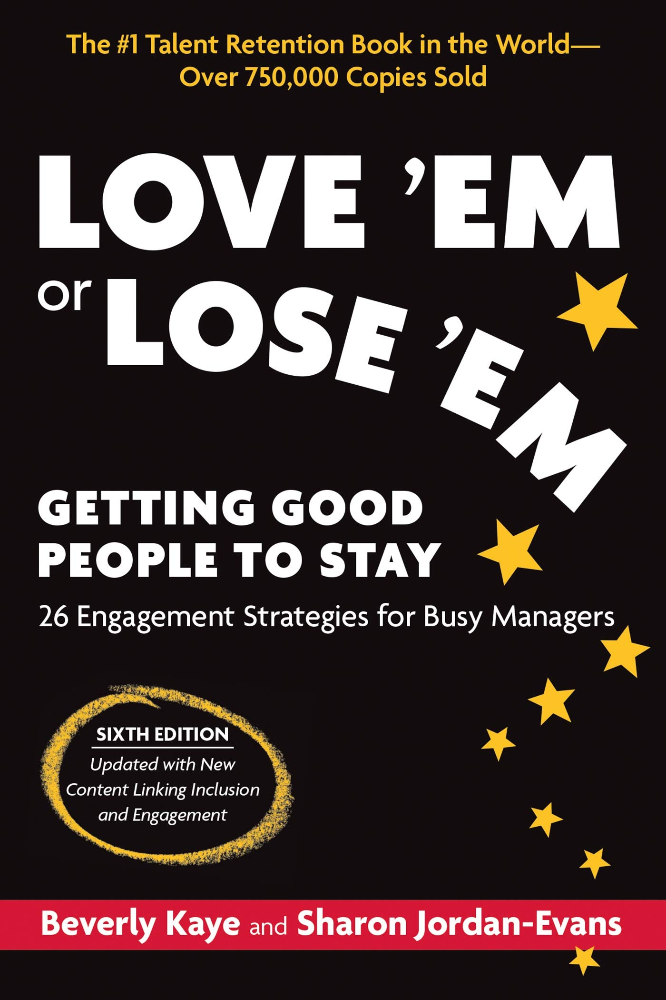 The #1 Talent Retention Book in the World—
Over 750,000 Copies Sold
LOVE ’EM
or LOSE ’EM
GETTING GOOD
PEOPLE TO STAY
26 Engagement Strategies for Busy Managers
SIXTH EDITION
Updated with New
Content Linking Inclusion
and Engagement
Beverly Kaye and Sharon Jordan-Evans